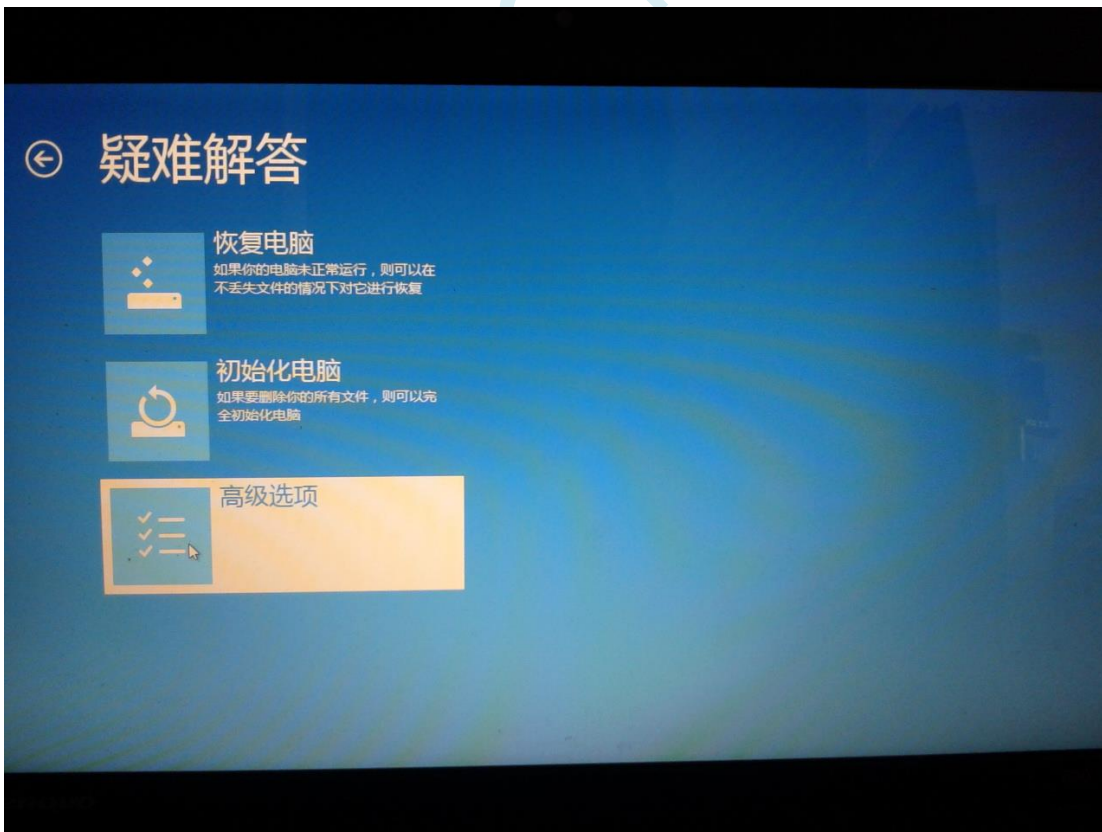 疑难解答
恢复电脑
如果你的电脑未正常运行，则可以在
不丢失文件的情况下对它进行恢复
初始化电脑
如果要删除你的所有文件，则可以完
全初始化电脑
高级选项